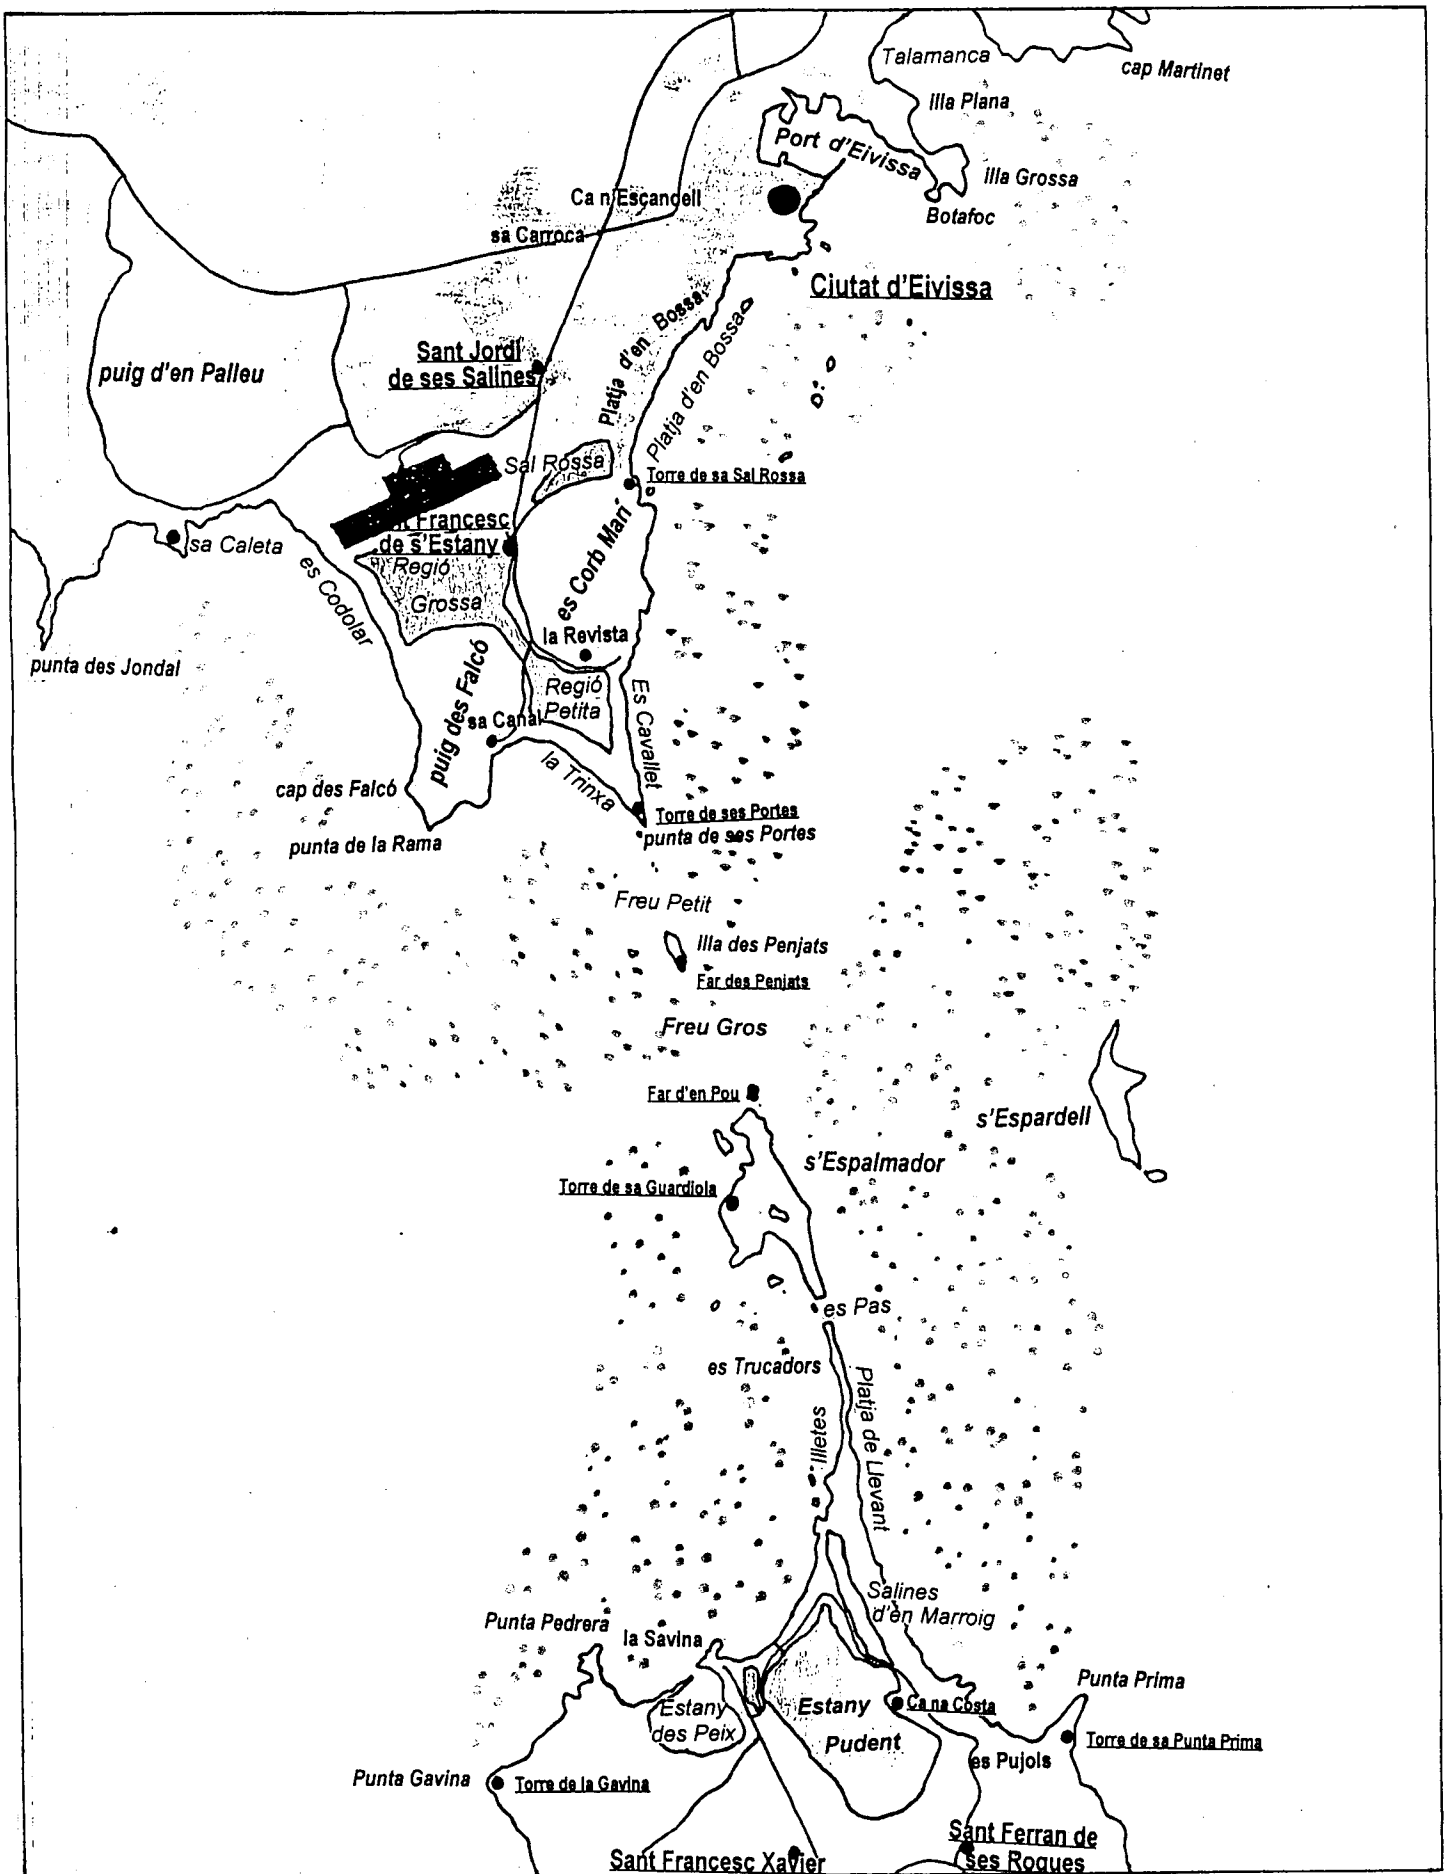 Talamanca
cap Martinet
illa Plana
Port d'Eivissa
illa Grossa
Botafoc
Ca n'Escandell
sa Carroca
Ciutat d'Eivissa
Platja d'en Bossa
Platja d'en Bossa
Sant Jordi
de ses Salines
puig d'en Palleu
Sal Rossa
Torre de sa Sal Rossa
nt Francesc
de s'Estany
sa Caleta
es Codolar
Regió
Grossa
es Corb Marí
la Revista
punta des Jondal
puig des Falcó
Regió
Petita
Es Cavallet
sa Canal
la Trinxa
cap des Falcó
punta de la Rama
Torre de ses Portes
punta de ses Portes
Freu Petit
Illa des Penjats
Far des Penjats
Freu Gros
Far d'en Pou
s'Espardell
s'Espalmador
Torre de sa Guardiola
es Pas
es Trucadors
Platja de Llevant
Illetes
Salines
d'en Marroig
Punta Pedrera
la Savina
Punta Prima
Estany
des Peix
Estany
Pudent
Ca na Costa
Torre de sa Punta Prima
es Pujols
Punta Gavina
Torre de la Gavina
Sant Ferran de
ses Roques
Sant Francesc Xavier